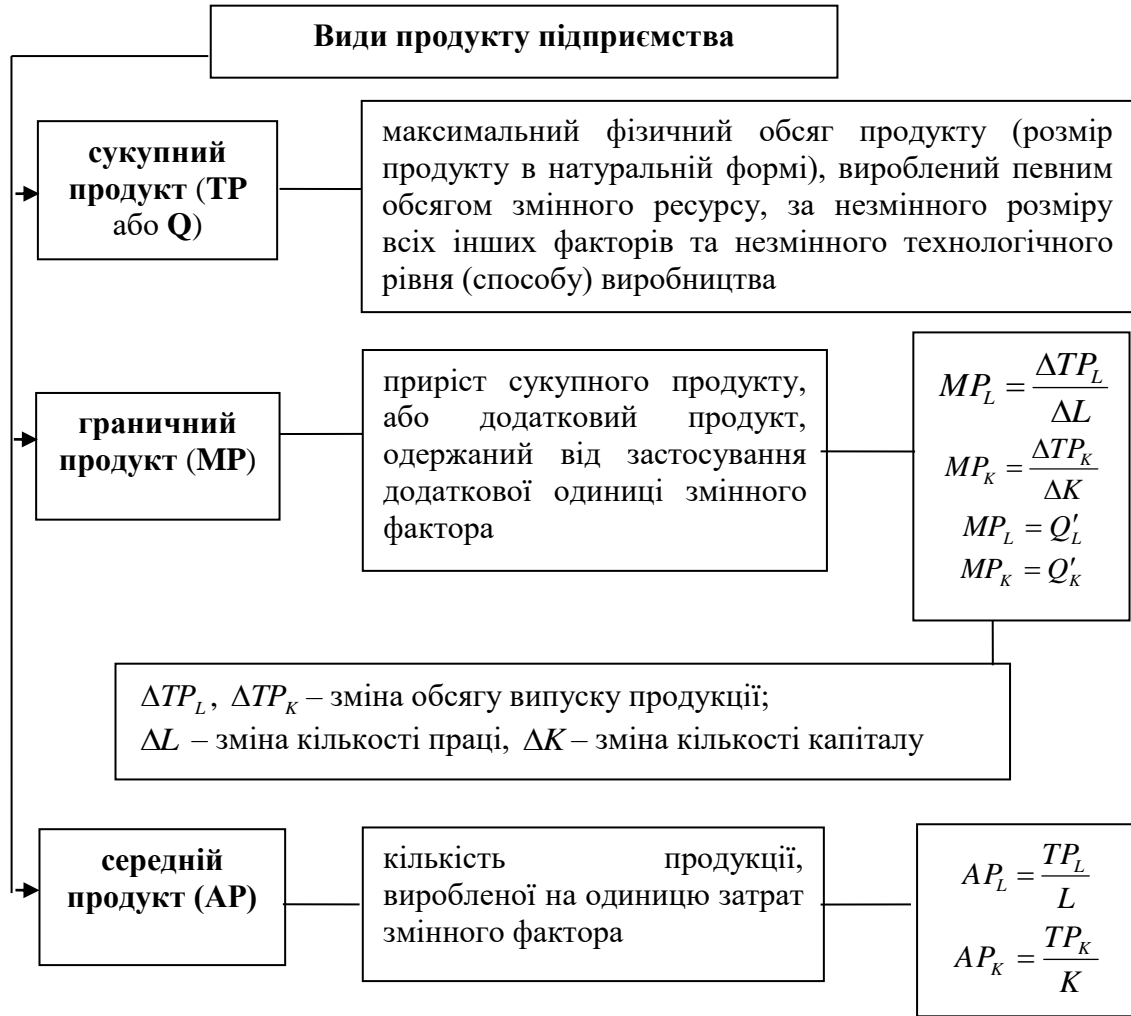 Види продукту підприємства
сукупний
продукт (TP
або Q)
максимальний фізичний обсяг продукту (розмір
продукту в натуральній формі), вироблений певним
обсягом змінного ресурсу, за незмінного розміру
всіх інших факторів та незмінного технологічного
рівня (способу) виробництва
граничний
продукт (MP)
приріст сукупного продукту,
або додатковий продукт,
одержаний від застосування
додаткової одиниці змінного
фактора
MP_L = ΔTP_L / ΔL
MP_K = ΔTP_K / ΔK
MP_L = Q′_L
MP_K = Q′_K
ΔTP_L, ΔTP_K – зміна обсягу випуску продукції;
ΔL – зміна кількості праці, ΔK – зміна кількості капіталу
середній
продукт (AP)
кількість продукції,
виробленої на одиницю затрат
змінного фактора
AP_L = TP_L / L
AP_K = TP_K / K